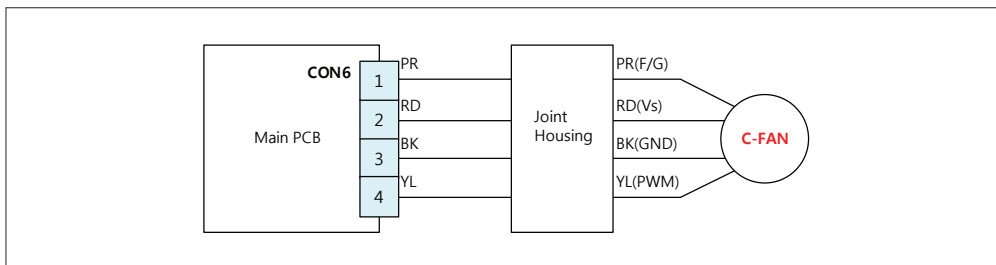 CON6
1
PR
PR(F/G)
2
RD
RD(Vs)
Main PCB
Joint
Housing
C-FAN
3
BK
BK(GND)
4
YL
YL(PWM)